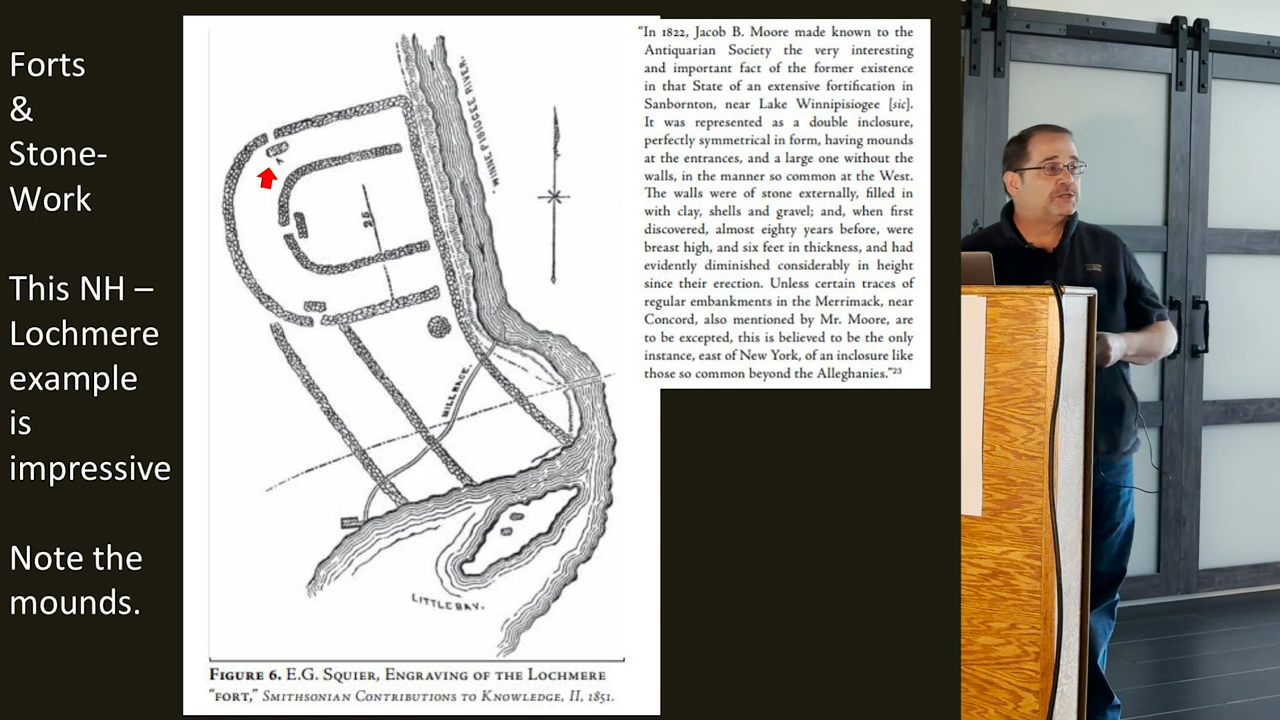 Forts
&
Stone-
Work
This NH –
Lochmere
example
is
impressive
Note the
mounds.
WINNE PISIOGEE RIVER.
MILL RACE.
LITTLE BAY.
FIGURE 6. E.G. SQUIER, ENGRAVING OF THE LOCHMERE
"FORT," SMITHSONIAN CONTRIBUTIONS TO KNOWLEDGE, II, 1851.
"In 1822, Jacob B. Moore made known to the
Antiquarian Society the very interesting
and important fact of the former existence
in that State of an extensive fortification in
Sanbornton, near Lake Winnipisiogee [sic].
It was represented as a double inclosure,
perfectly symmetrical in form, having mounds
at the entrances, and a large one without the
walls, in the manner so common at the West.
The walls were of stone externally, filled in
with clay, shells and gravel; and, when first
discovered, almost eighty years before, were
breast high, and six feet in thickness, and had
evidently diminished considerably in height
since their erection. Unless certain traces of
regular embankments in the Merrimack, near
Concord, also mentioned by Mr. Moore, are
to be excepted, this is believed to be the only
instance, east of New York, of an inclosure like
those so common beyond the Alleghanies."23